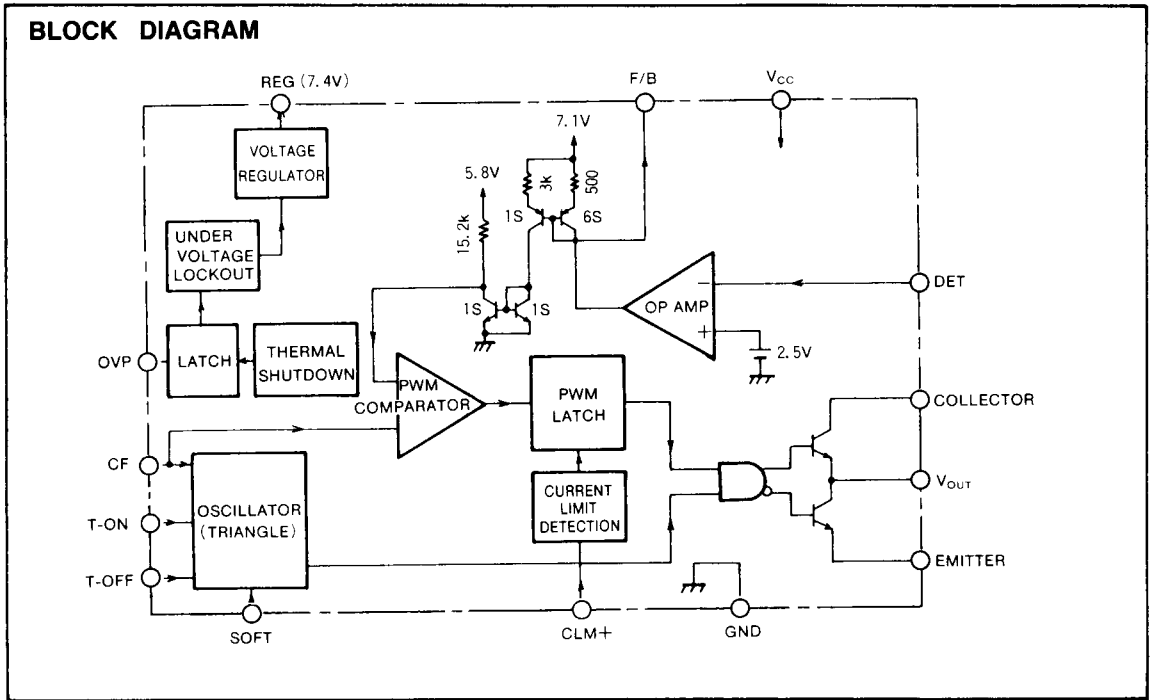 BLOCK DIAGRAM
REG (7.4V)
F/B
VCC
7.1V
VOLTAGE
REGULATOR
5.8V
3k
500
15.2k
1S
6S
UNDER
VOLTAGE
LOCKOUT
OP AMP
−
+
DET
2.5V
1S
1S
OVP
LATCH
THERMAL
SHUTDOWN
PWM
COMPARATOR
PWM
LATCH
COLLECTOR
CF
OSCILLATOR
(TRIANGLE)
CURRENT
LIMIT
DETECTION
VOUT
T-ON
T-OFF
EMITTER
SOFT
CLM+
GND